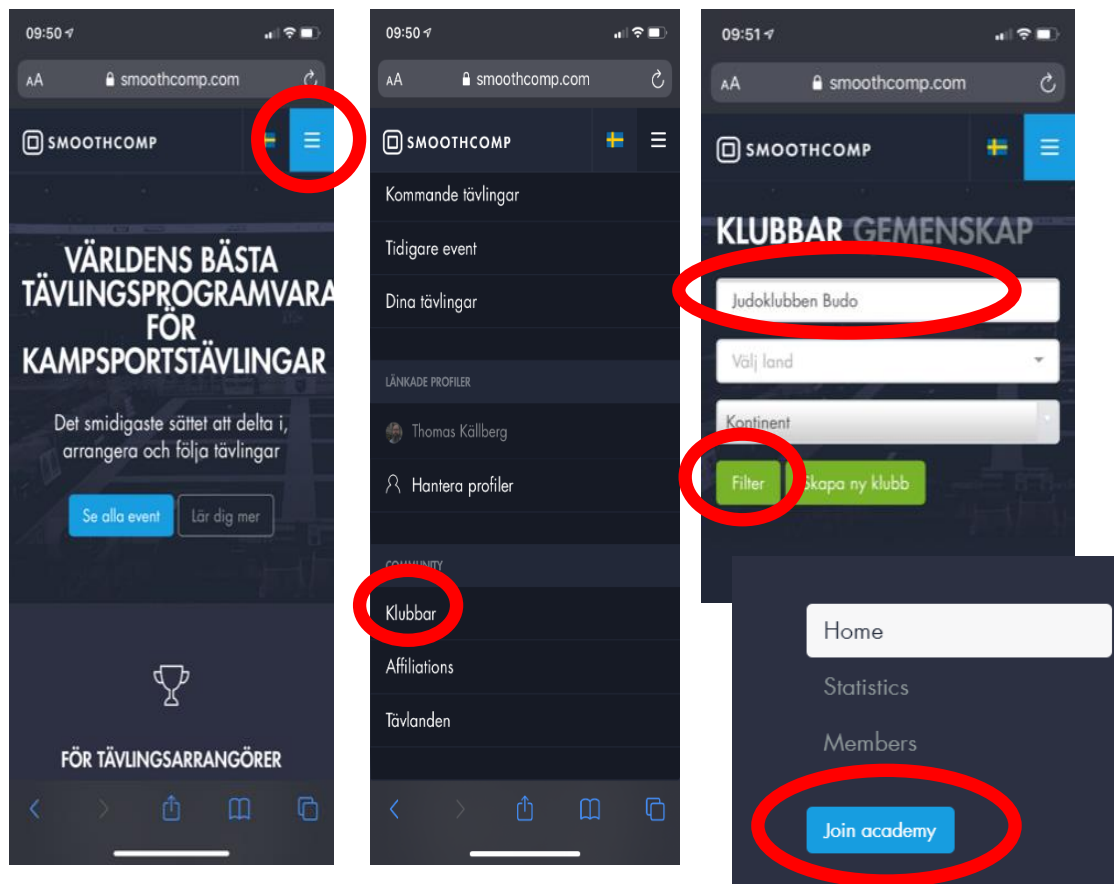 09:50
AA smoothcomp.com
SMOOTHCOMP
VÄRLDENS BÄSTA
TÄVLINGSPROGRAMVARA
FÖR
KAMPSPORTSTÄVLINGAR
Det smidigaste sättet att delta i,
arrangera och följa tävlingar
Se alla event
Lär dig mer
FÖR TÄVLINGSARRANGÖRER
09:50
AA smoothcomp.com
SMOOTHCOMP
Kommande tävlingar
Tidigare event
Dina tävlingar
LÄNKADE PROFILER
Thomas Källberg
Hantera profiler
COMMUNITY
Klubbar
Affiliations
Tävlanden
09:51
AA smoothcomp.com
SMOOTHCOMP
KLUBBAR GEMENSKAP
Judoklubben Budo
Välj land
Kontinent
Filter
Skapa ny klubb
Home
Statistics
Members
Join academy